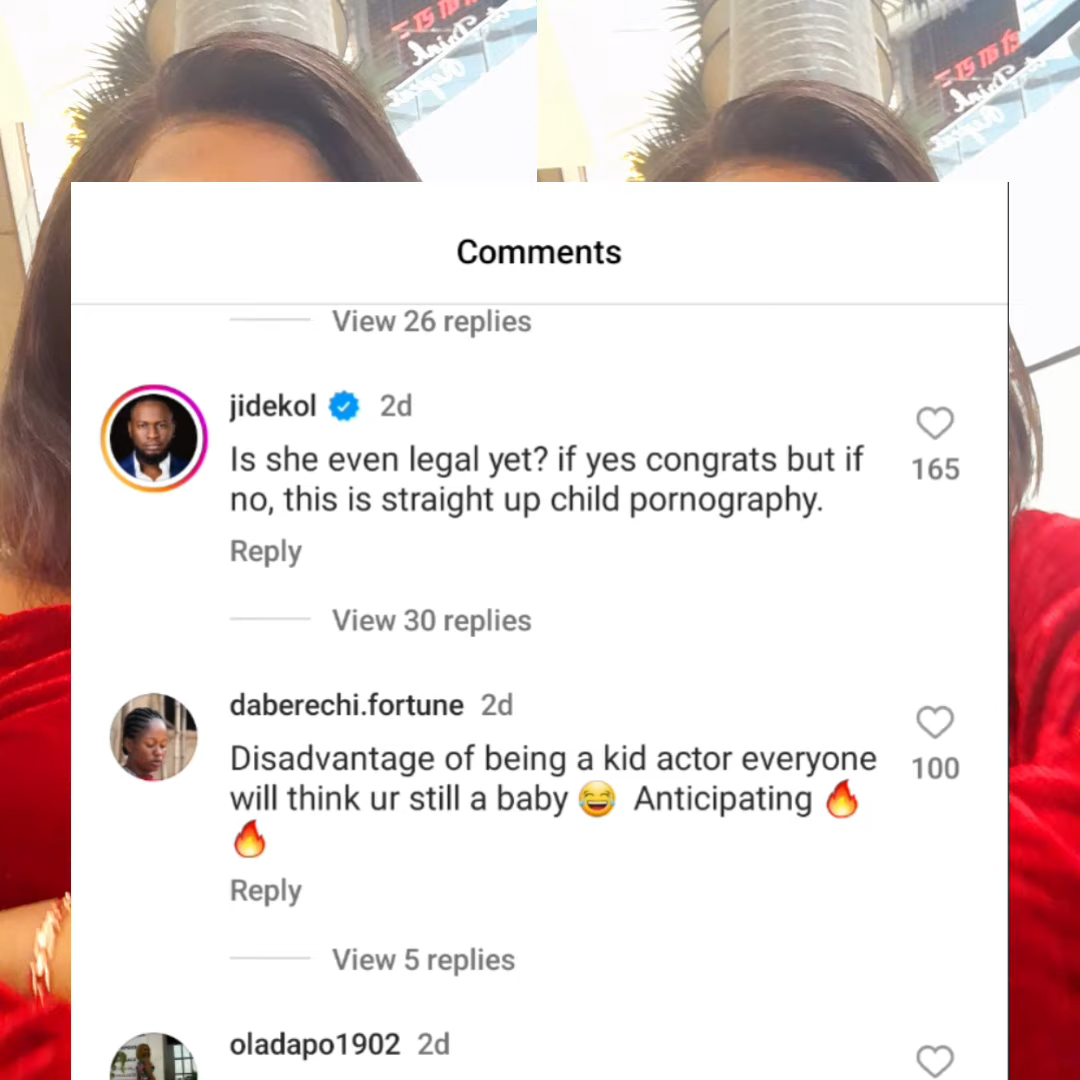 Comments
View 26 replies
jidekol 2d
Is she even legal yet? if yes congrats but if
no, this is straight up child pornography.
165
Reply
View 30 replies
daberechi.fortune 2d
Disadvantage of being a kid actor everyone
will think ur still a baby 😂 Anticipating 🔥
🔥
100
Reply
View 5 replies
oladapo1902 2d